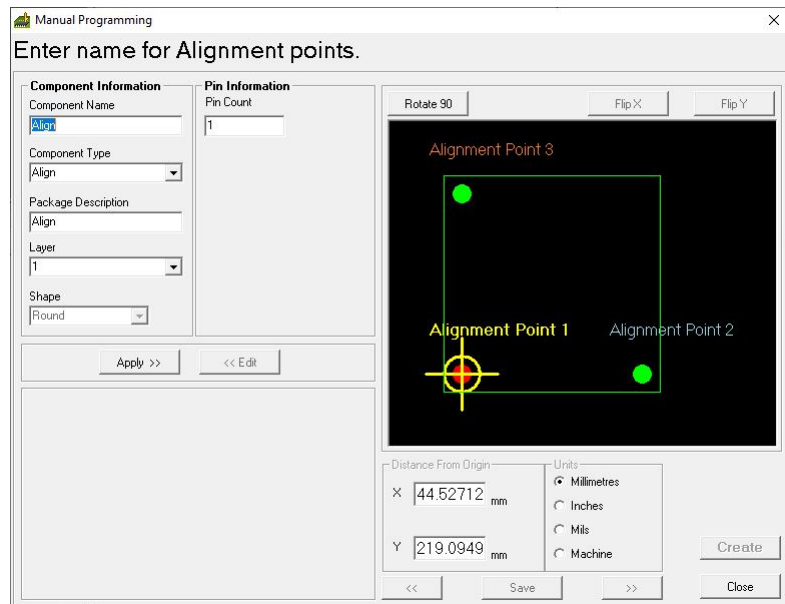 Manual Programming
Enter name for Alignment points.
Component Information
Component Name
Align
Component Type
Align
Package Description
Align
Layer
1
Shape
Round
Pin Information
Pin Count
1
Apply >>
<< Edit
Rotate 90
Flip X
Flip Y
Alignment Point 3
Alignment Point 1
Alignment Point 2
Distance From Origin
X 44.52712 mm
Y 219.0949 mm
Units
Millimetres
Inches
Mils
Machine
Create
<<
Save
>>
Close